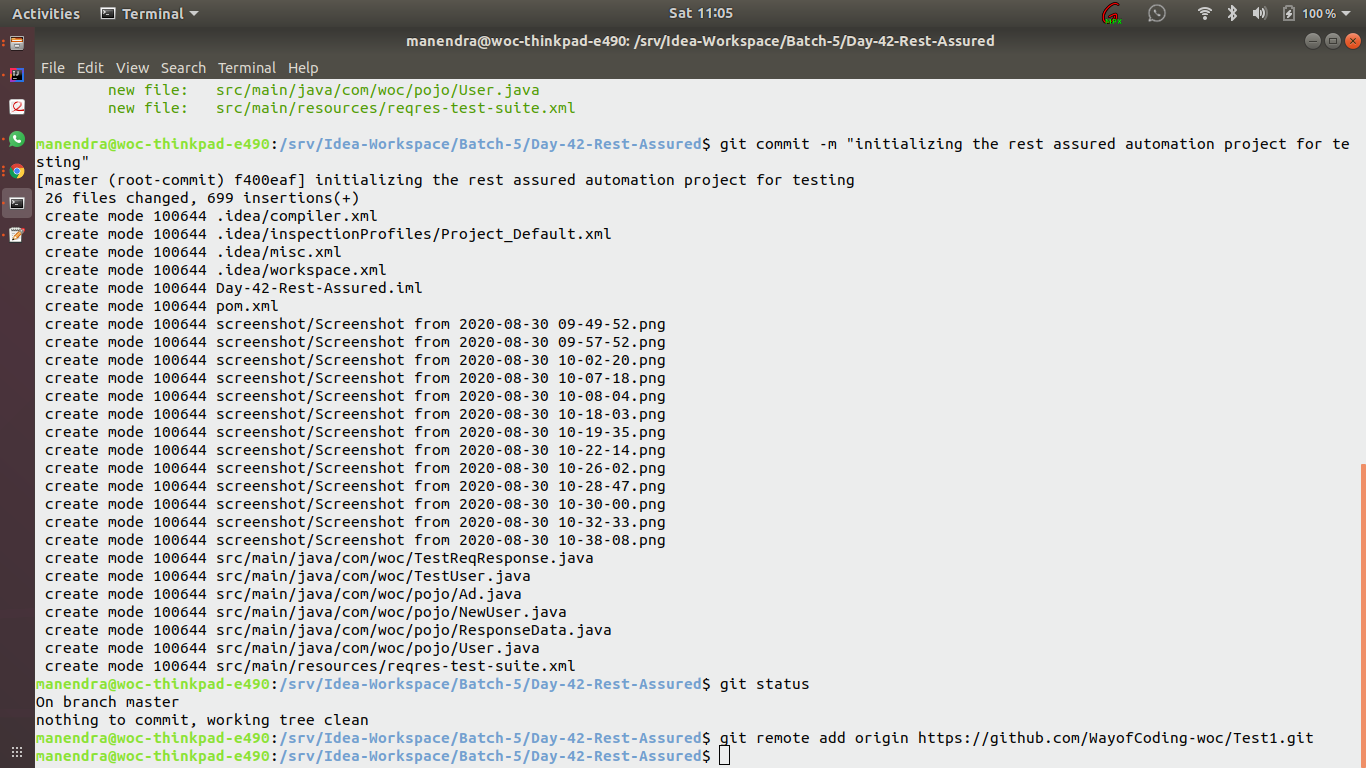 Activities Terminal Sat 11:05 MPX 100 %
manendra@woc-thinkpad-e490: /srv/Idea-Workspace/Batch-5/Day-42-Rest-Assured
File Edit View Search Terminal Help
new file: src/main/java/com/woc/pojo/User.java
new file: src/main/resources/reqres-test-suite.xml
manendra@woc-thinkpad-e490:/srv/Idea-Workspace/Batch-5/Day-42-Rest-Assured$ git commit -m "initializing the rest assured automation project for te
sting"
[master (root-commit) f400eaf] initializing the rest assured automation project for testing
26 files changed, 699 insertions(+)
create mode 100644 .idea/compiler.xml
create mode 100644 .idea/inspectionProfiles/Project_Default.xml
create mode 100644 .idea/misc.xml
create mode 100644 .idea/workspace.xml
create mode 100644 Day-42-Rest-Assured.iml
create mode 100644 pom.xml
create mode 100644 screenshot/Screenshot from 2020-08-30 09-49-52.png
create mode 100644 screenshot/Screenshot from 2020-08-30 09-57-52.png
create mode 100644 screenshot/Screenshot from 2020-08-30 10-02-20.png
create mode 100644 screenshot/Screenshot from 2020-08-30 10-07-18.png
create mode 100644 screenshot/Screenshot from 2020-08-30 10-08-04.png
create mode 100644 screenshot/Screenshot from 2020-08-30 10-18-03.png
create mode 100644 screenshot/Screenshot from 2020-08-30 10-19-35.png
create mode 100644 screenshot/Screenshot from 2020-08-30 10-22-14.png
create mode 100644 screenshot/Screenshot from 2020-08-30 10-26-02.png
create mode 100644 screenshot/Screenshot from 2020-08-30 10-28-47.png
create mode 100644 screenshot/Screenshot from 2020-08-30 10-30-00.png
create mode 100644 screenshot/Screenshot from 2020-08-30 10-32-33.png
create mode 100644 screenshot/Screenshot from 2020-08-30 10-38-08.png
create mode 100644 src/main/java/com/woc/TestReqResponse.java
create mode 100644 src/main/java/com/woc/TestUser.java
create mode 100644 src/main/java/com/woc/pojo/Ad.java
create mode 100644 src/main/java/com/woc/pojo/NewUser.java
create mode 100644 src/main/java/com/woc/pojo/ResponseData.java
create mode 100644 src/main/java/com/woc/pojo/User.java
create mode 100644 src/main/resources/reqres-test-suite.xml
manendra@woc-thinkpad-e490:/srv/Idea-Workspace/Batch-5/Day-42-Rest-Assured$ git status
On branch master
nothing to commit, working tree clean
manendra@woc-thinkpad-e490:/srv/Idea-Workspace/Batch-5/Day-42-Rest-Assured$ git remote add origin https://github.com/WayofCoding-woc/Test1.git
manendra@woc-thinkpad-e490:/srv/Idea-Workspace/Batch-5/Day-42-Rest-Assured$